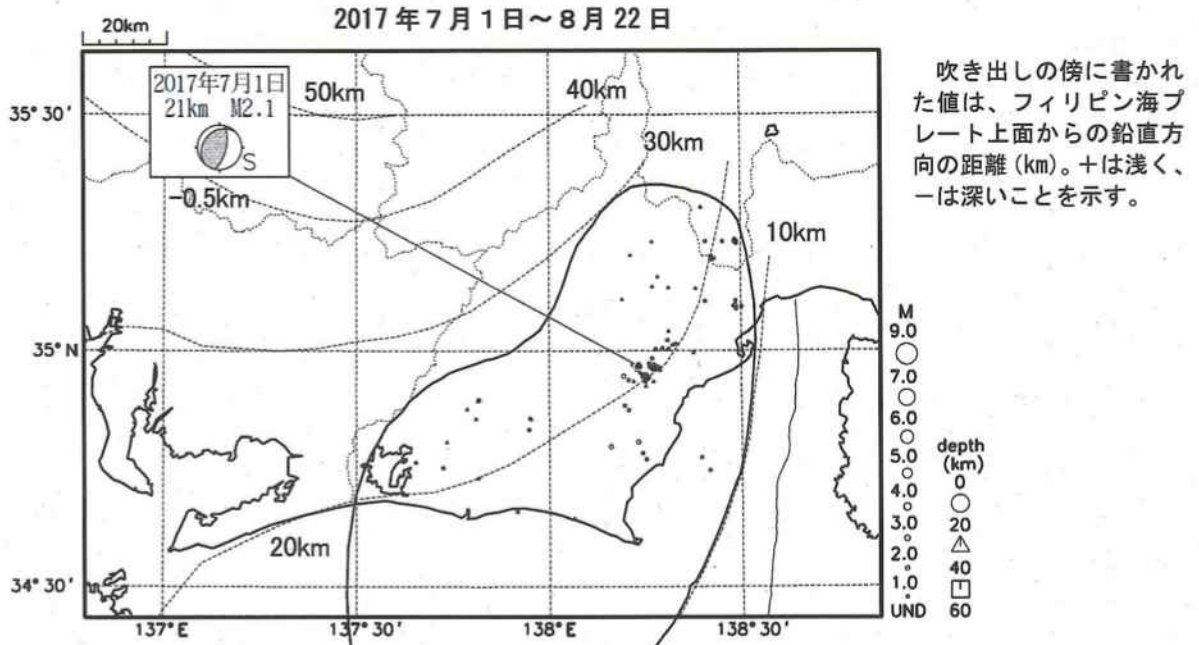 2017年7月1日～8月22日
20km
2017年7月1日
21km M2.1
S
-0.5km
50km
40km
30km
10km
20km
35°30'
35°N
34°30'
137°E
137°30'
138°E
138°30'
吹き出しの傍に書かれ
た値は、フィリピン海プ
レート上面からの鉛直方
向の距離(km)。＋は浅く、
－は深いことを示す。
M
9.0
7.0
6.0
5.0
4.0
3.0
2.0
1.0
UND
depth
(km)
0
20
40
60